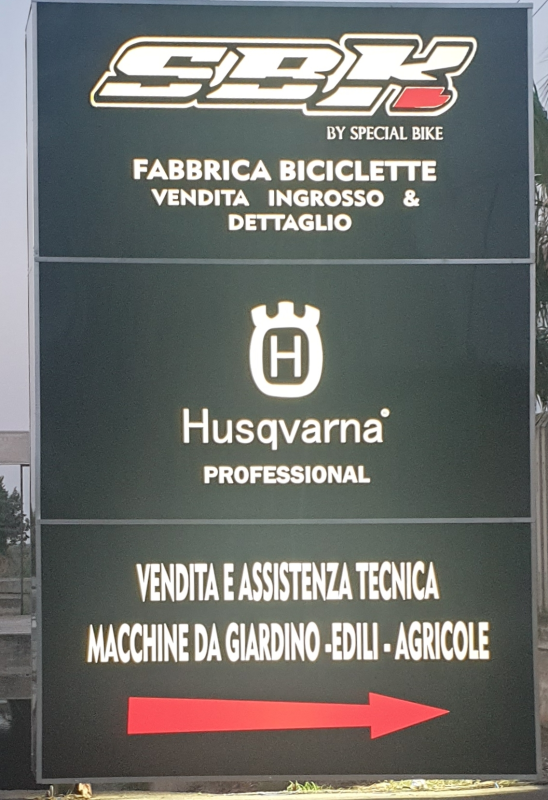 SBK
BY SPECIAL BIKE
FABBRICA BICICLETTE
VENDITA INGROSSO &
DETTAGLIO
H
Husqvarna
PROFESSIONAL
VENDITA E ASSISTENZA TECNICA
MACCHINE DA GIARDINO -EDILI - AGRICOLE